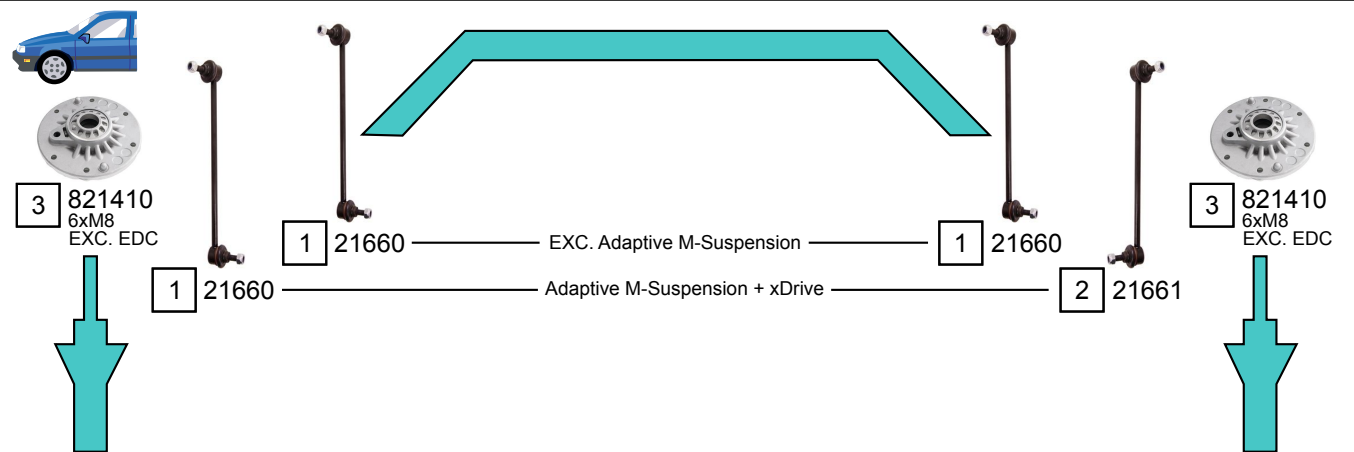 3 821410
6xM8
EXC. EDC
1 21660 EXC. Adaptive M-Suspension 1 21660
3 821410
6xM8
EXC. EDC
1 21660 Adaptive M-Suspension + xDrive 2 21661